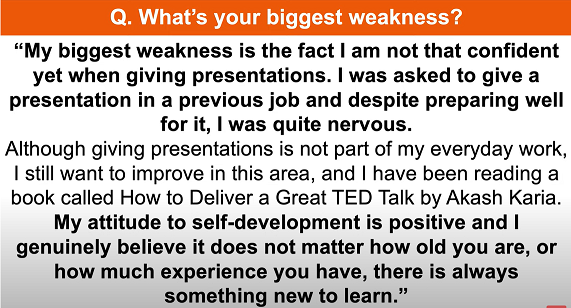 Q. What's your biggest weakness?
“My biggest weakness is the fact I am not that confident
yet when giving presentations. I was asked to give a
presentation in a previous job and despite preparing well
for it, I was quite nervous.
Although giving presentations is not part of my everyday work,
I still want to improve in this area, and I have been reading a
book called How to Deliver a Great TED Talk by Akash Karia.
My attitude to self-development is positive and I
genuinely believe it does not matter how old you are, or
how much experience you have, there is always
something new to learn.”